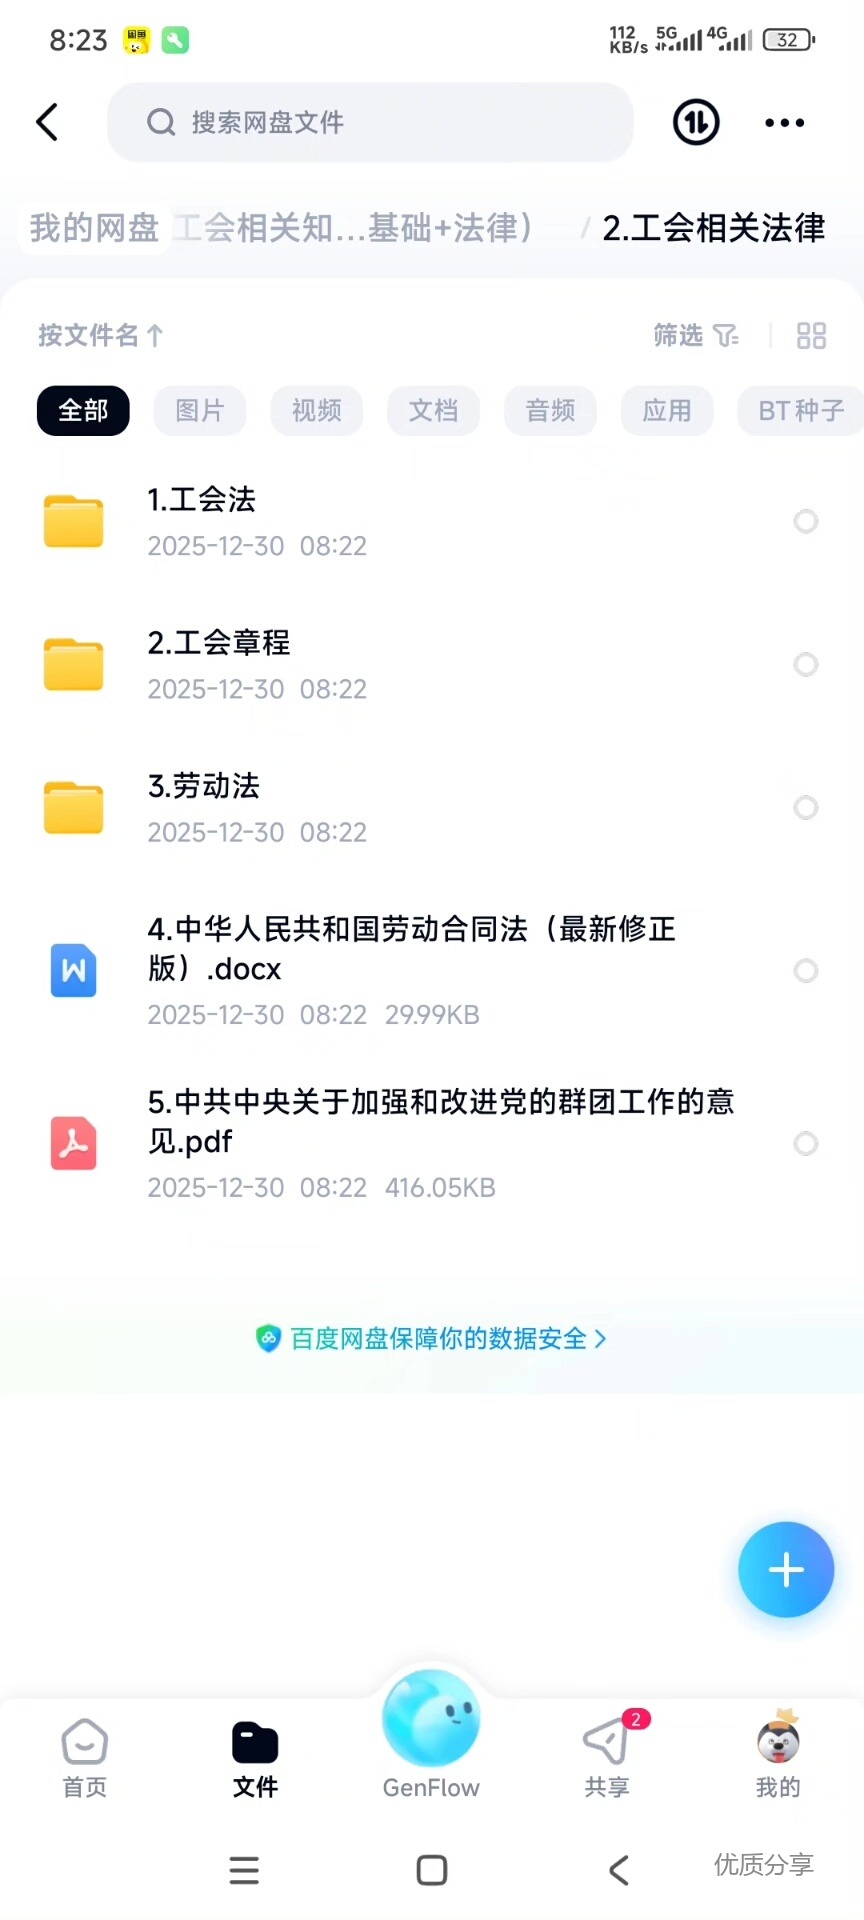 8:23
闲鱼
112 KB/s 5G 4G 32
搜索网盘文件
我的网盘 工会相关知...基础+法律） / 2.工会相关法律
按文件名↑ 筛选
全部 图片 视频 文档 音频 应用 BT种子
1.工会法
2025-12-30 08:22
2.工会章程
2025-12-30 08:22
3.劳动法
2025-12-30 08:22
4.中华人民共和国劳动合同法（最新修正
版）.docx
2025-12-30 08:22 29.99KB
5.中共中央关于加强和改进党的群团工作的意
见.pdf
2025-12-30 08:22 416.05KB
百度网盘保障你的数据安全 >
2
首页 文件 GenFlow 共享 我的
优质分享